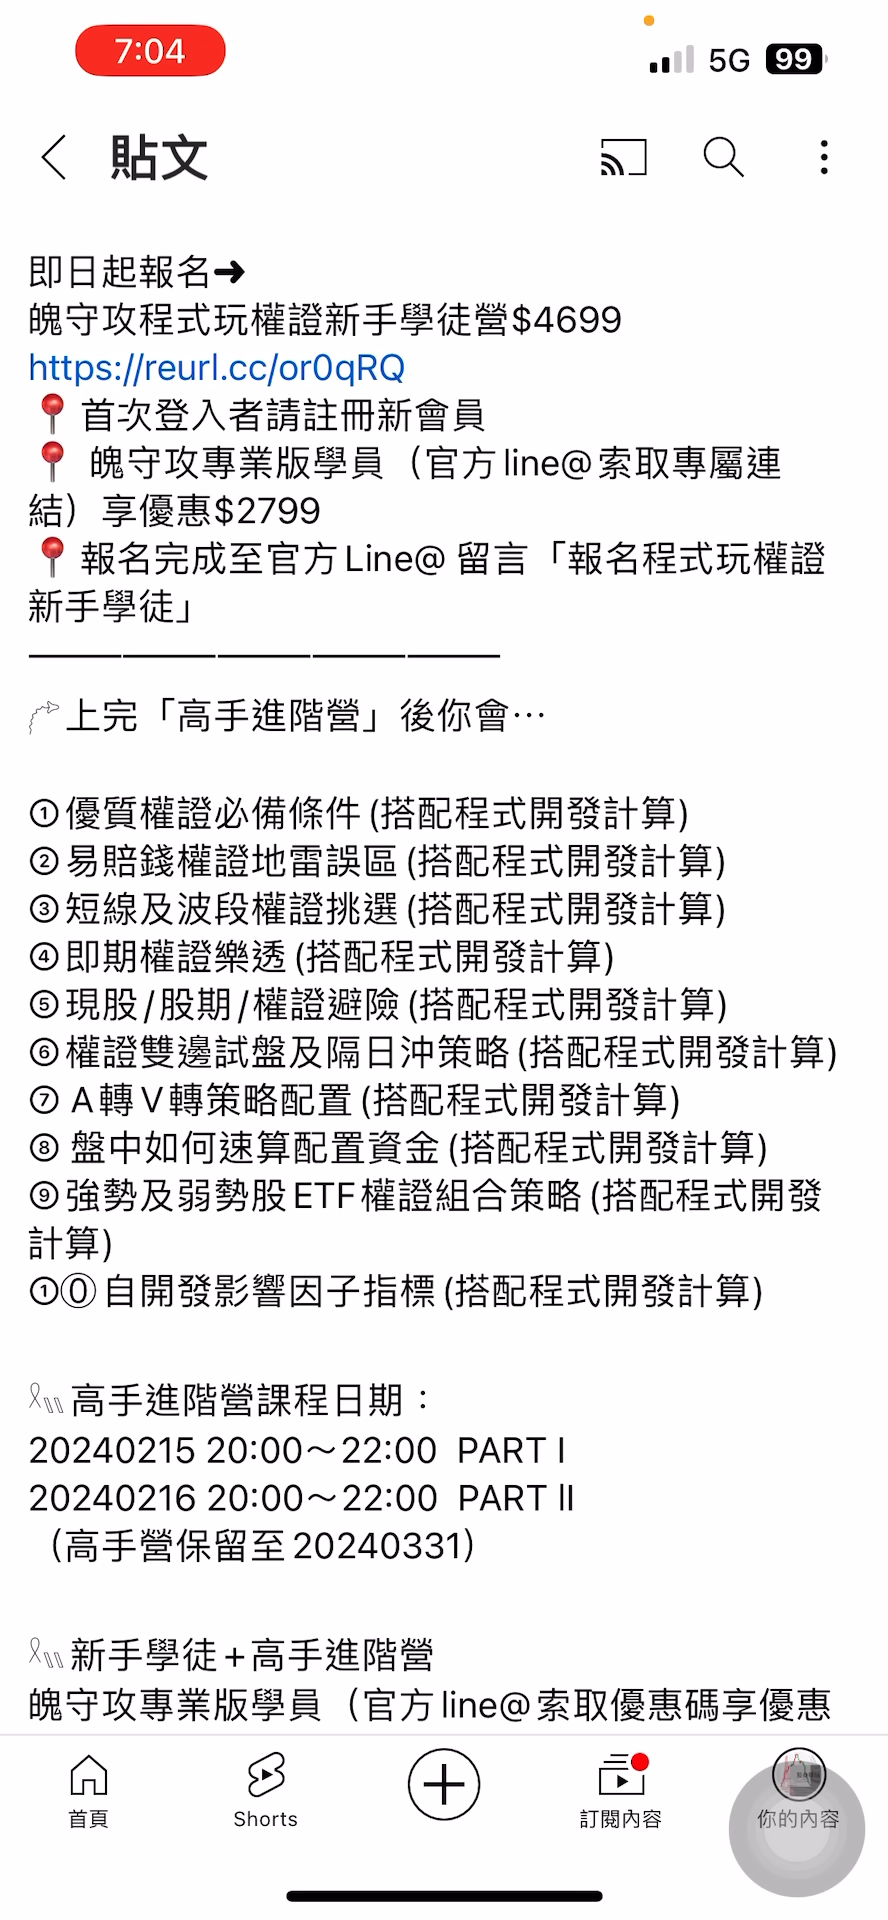 7:04
5G 99
貼文
即日起報名➜
魄守攻程式玩權證新手學徒營$4699
https://reurl.cc/or0qRQ
📍首次登入者請註冊新會員
📍 魄守攻專業版學員（官方line@索取專屬連
結）享優惠$2799
📍報名完成至官方Line@ 留言「報名程式玩權證
新手學徒」
—————————————
上完「高手進階營」後你會⋯
①優質權證必備條件(搭配程式開發計算)
②易賠錢權證地雷誤區(搭配程式開發計算)
③短線及波段權證挑選(搭配程式開發計算)
④即期權證樂透(搭配程式開發計算)
⑤現股/股期/權證避險(搭配程式開發計算)
⑥權證雙邊試盤及隔日沖策略(搭配程式開發計算)
⑦ A轉V轉策略配置(搭配程式開發計算)
⑧ 盤中如何速算配置資金(搭配程式開發計算)
⑨強勢及弱勢股ETF權證組合策略(搭配程式開發
計算)
①⓪自開發影響因子指標(搭配程式開發計算)
高手進階營課程日期：
20240215 20:00～22:00 PART I
20240216 20:00～22:00 PART II
（高手營保留至20240331）
新手學徒+高手進階營
魄守攻專業版學員（官方line@索取優惠碼享優惠
首頁
Shorts
訂閱內容
你的內容